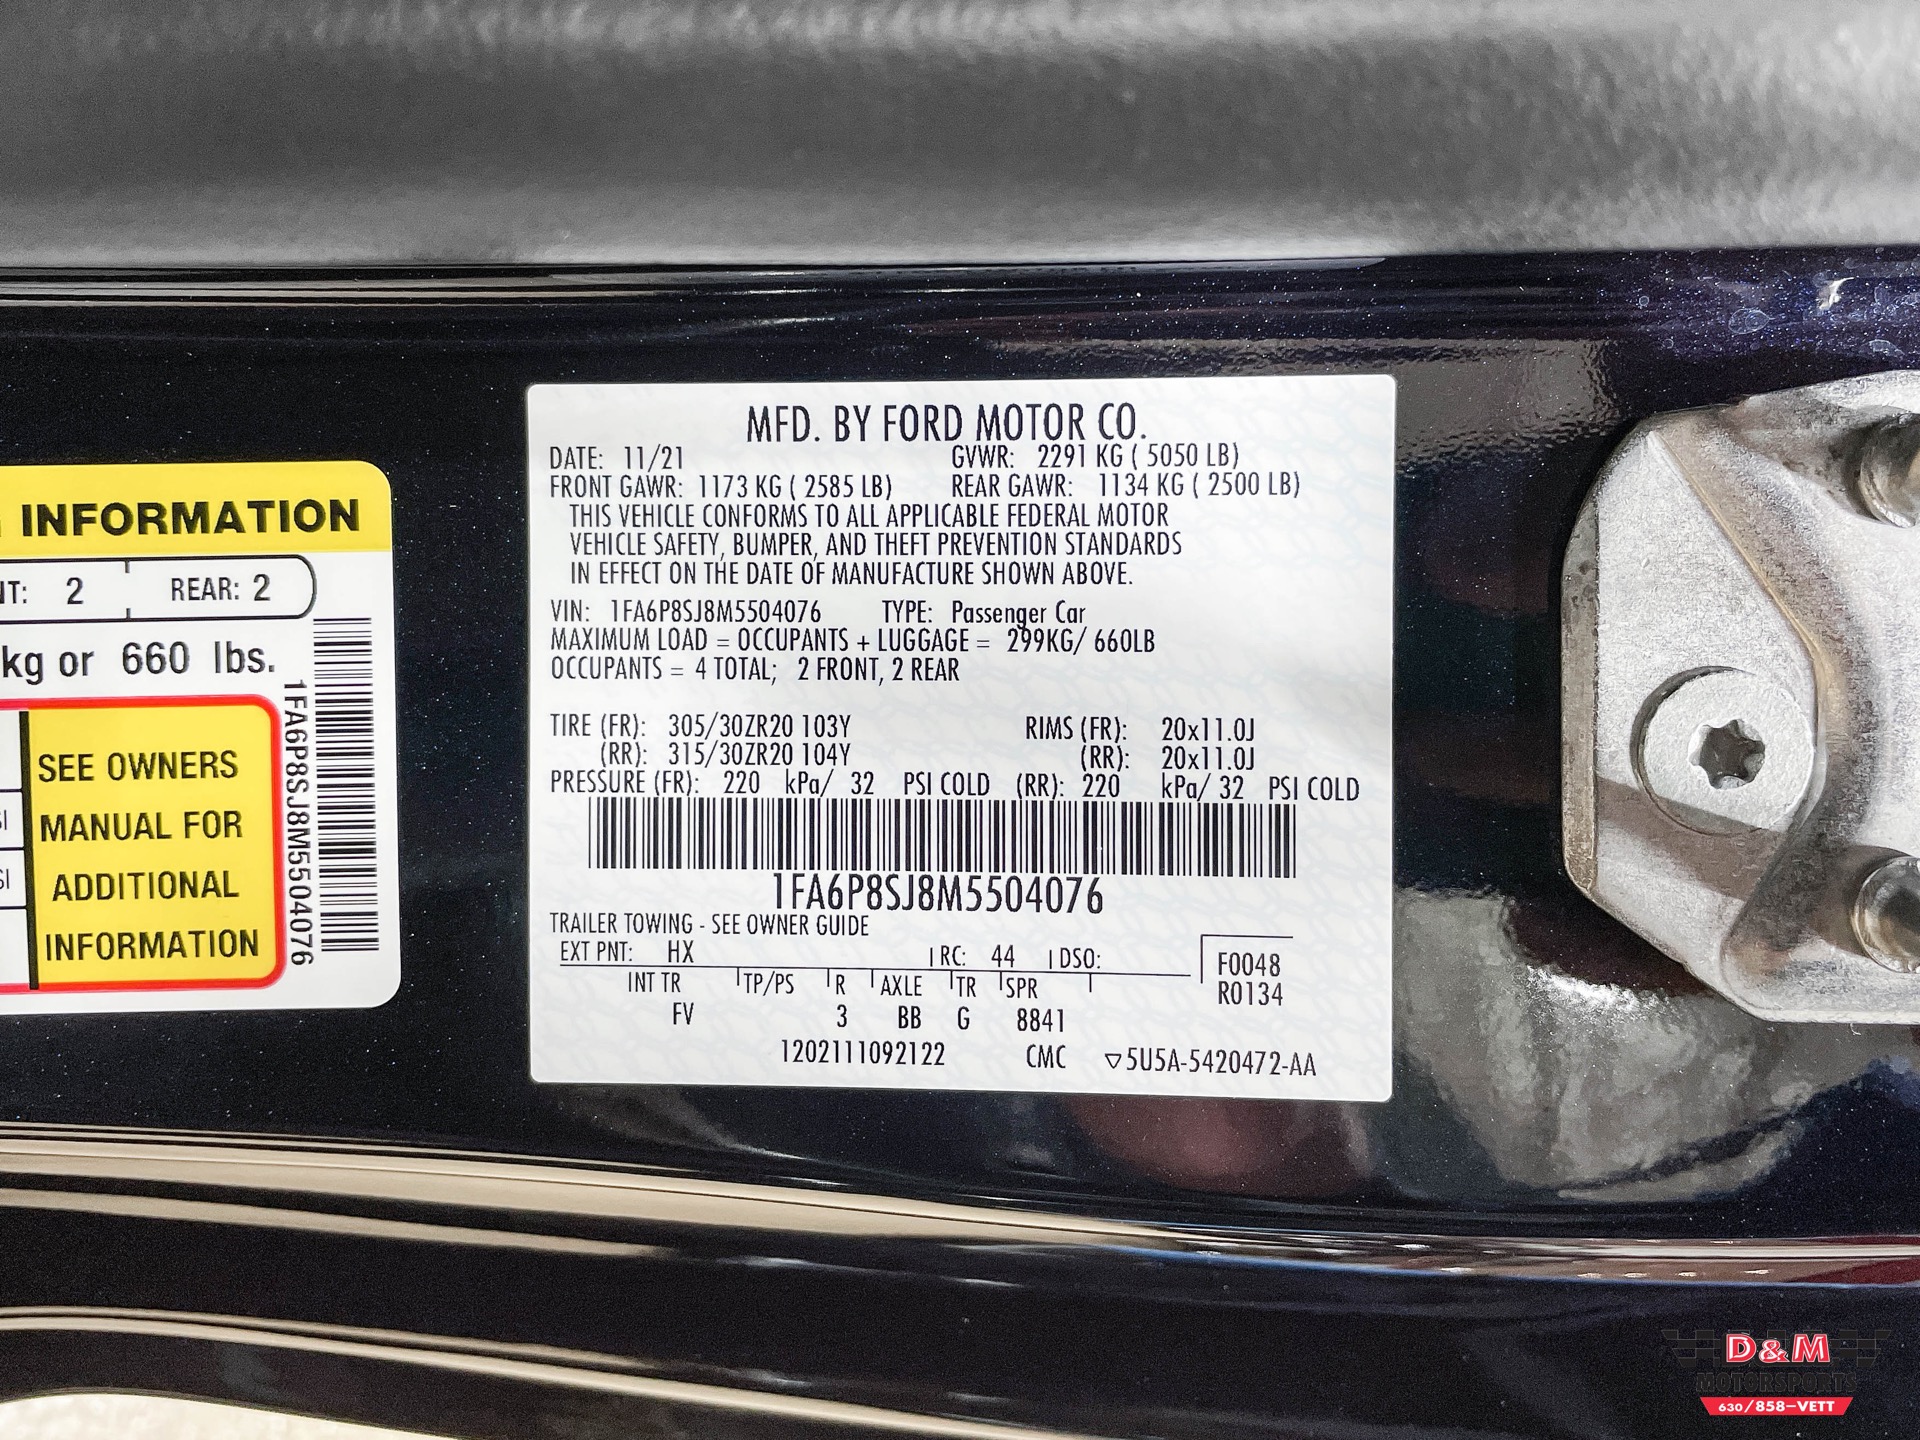 MFD. BY FORD MOTOR CO.
DATE: 11/21 GVWR: 2291 KG ( 5050 LB)
FRONT GAWR: 1173 KG ( 2585 LB) REAR GAWR: 1134 KG ( 2500 LB)
THIS VEHICLE CONFORMS TO ALL APPLICABLE FEDERAL MOTOR
VEHICLE SAFETY, BUMPER, AND THEFT PREVENTION STANDARDS
IN EFFECT ON THE DATE OF MANUFACTURE SHOWN ABOVE.
VIN: 1FA6P8SJ8M5504076 TYPE: Passenger Car
MAXIMUM LOAD = OCCUPANTS + LUGGAGE = 299KG/ 660LB
OCCUPANTS = 4 TOTAL; 2 FRONT, 2 REAR
TIRE (FR): 305/30ZR20 103Y RIMS (FR): 20x11.0J
(RR): 315/30ZR20 104Y (RR): 20x11.0J
PRESSURE (FR): 220 kPa/ 32 PSI COLD (RR): 220 kPa/ 32 PSI COLD
1FA6P8SJ8M5504076
TRAILER TOWING - SEE OWNER GUIDE
EXT PNT: HX RC: 44 DSO: F0048
INT TR TP/PS R AXLE TR SPR R0134
FV 3 BB G 8841
1202111092122 CMC ▽5U5A-5420472-AA
INFORMATION
NT: 2 REAR: 2
kg or 660 lbs.
SEE OWNERS
MANUAL FOR
ADDITIONAL
INFORMATION
1FA6P8SJ8M5504076
D&M
MOTORSPORTS
630/858-VETT